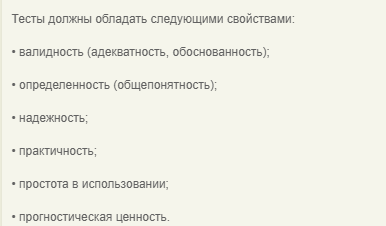 Тесты должны обладать следующими свойствами:
• валидность (адекватность, обоснованность);
• определенность (общепонятность);
• надежность;
• практичность;
• простота в использовании;
• прогностическая ценность.